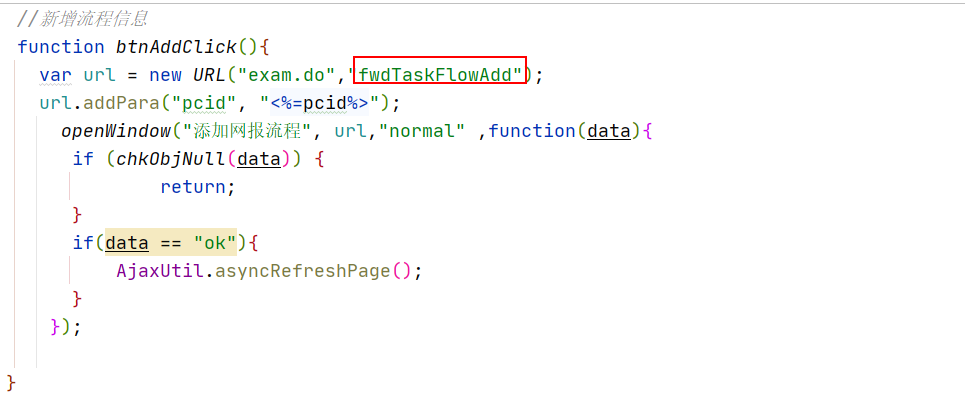 //新增流程信息
function btnAddClick(){
var url = new URL("exam.do","fwdTaskFlowAdd");
url.addPara("pcid", "<%=pcid%>");
openWindow("添加网报流程", url,"normal" ,function(data){
if (chkObjNull(data)) {
return;
}
if(data == "ok"){
AjaxUtil.asyncRefreshPage();
}
});
}